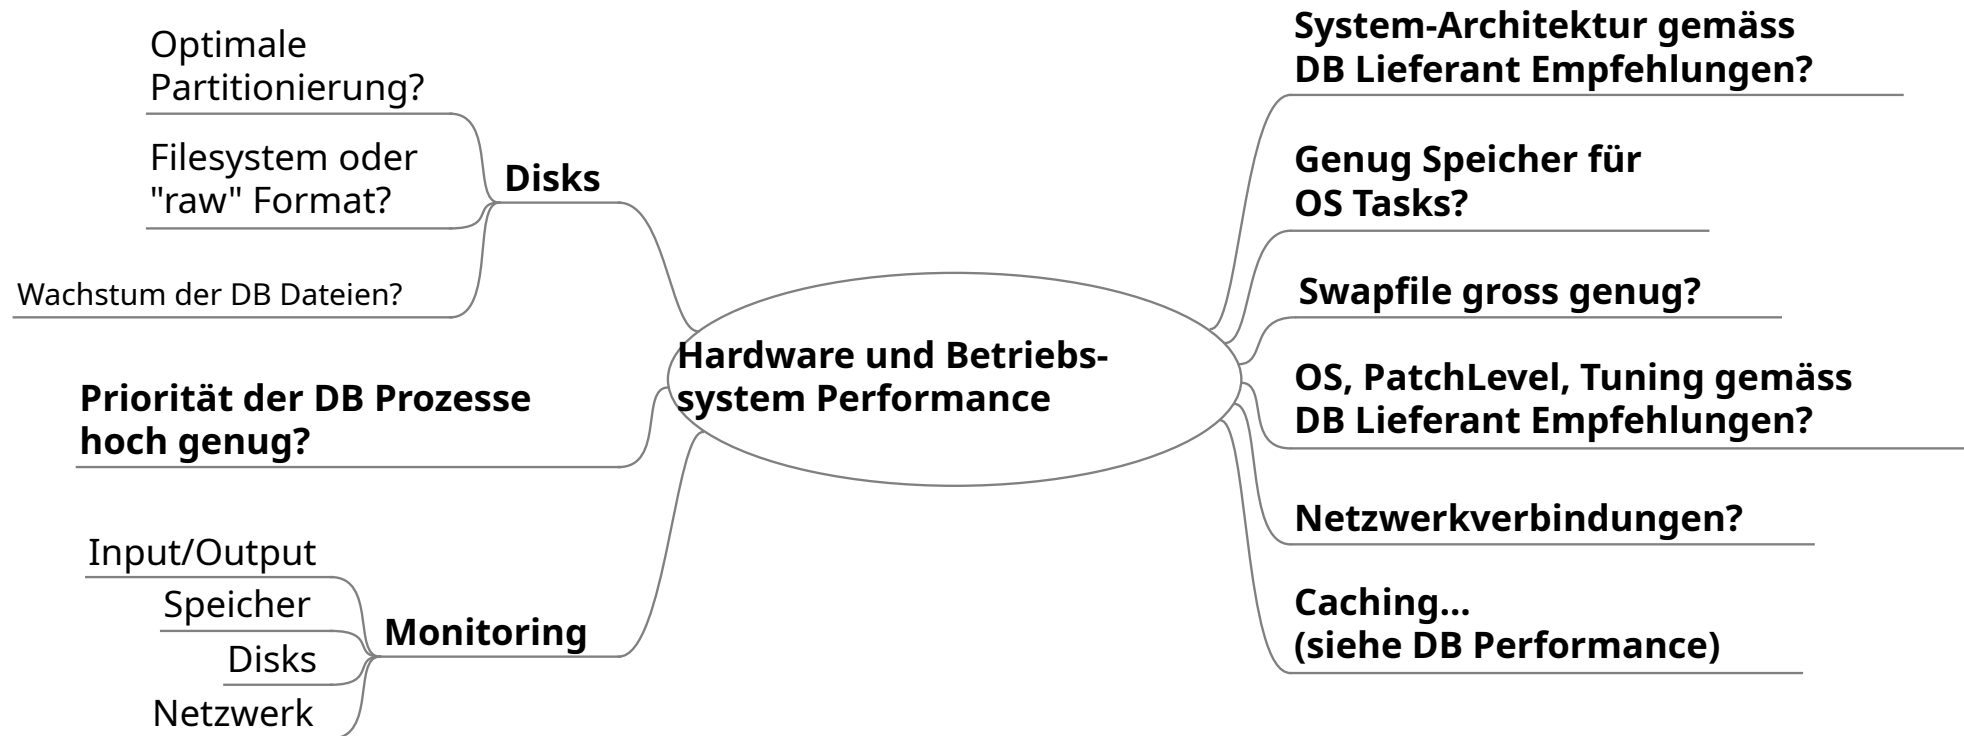 Optimale
Partitionierung?
Filesystem oder
"raw" Format?
Wachstum der DB Dateien?
Disks
Priorität der DB Prozesse
hoch genug?
Input/Output
Speicher
Disks
Netzwerk
Monitoring
Hardware und Betriebs-
system Performance
System-Architektur gemäss
DB Lieferant Empfehlungen?
Genug Speicher für
OS Tasks?
Swapfile gross genug?
OS, PatchLevel, Tuning gemäss
DB Lieferant Empfehlungen?
Netzwerkverbindungen?
Caching...
(siehe DB Performance)